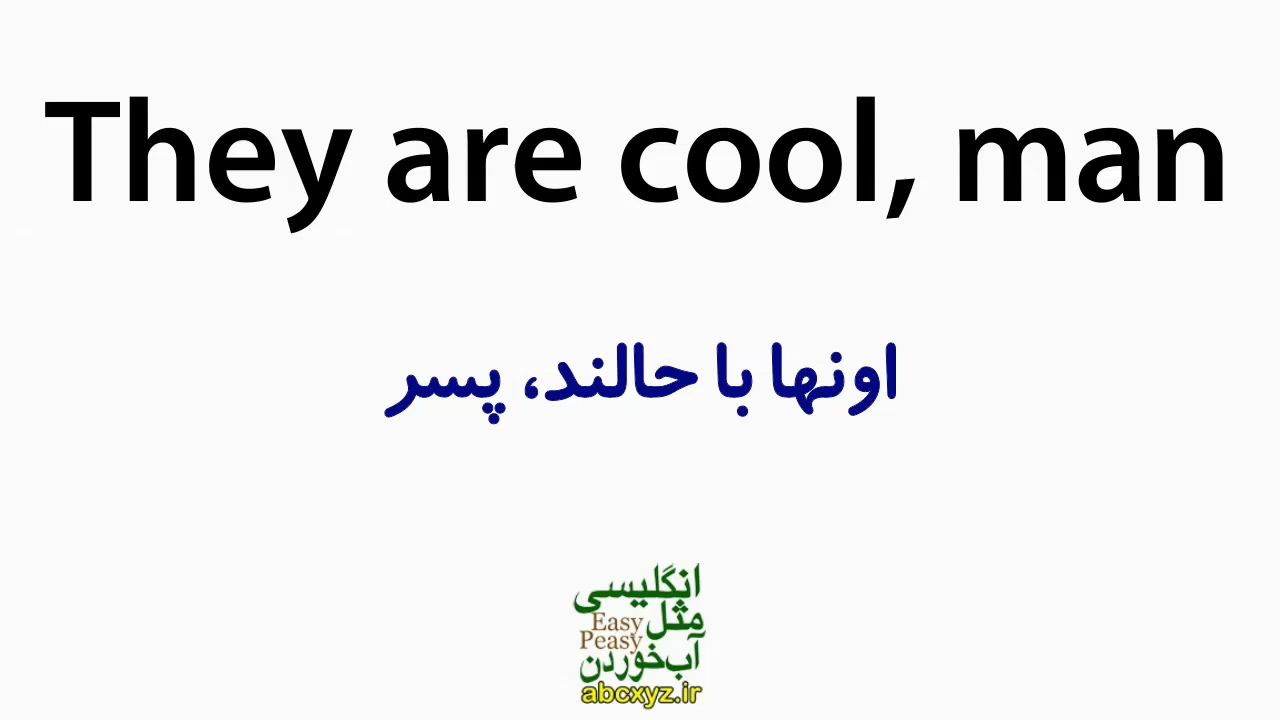 They are cool, man
اونها با حالند، پسر
انگلیسی
مثل Easy
Peasy
آب‌خوردن
abcxyz.ir